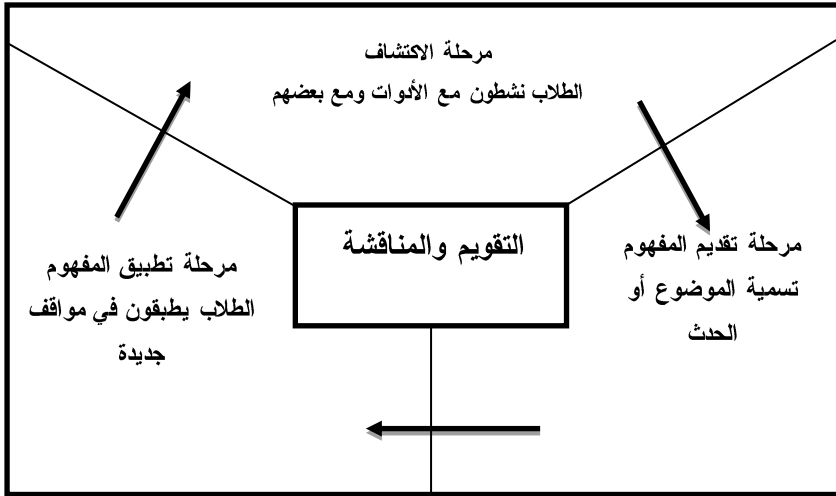 مرحلة الاكتشاف
الطلاب نشطون مع الأدوات ومع بعضهم
التقويم والمناقشة
مرحلة تقديم المفهوم
تسمية الموضوع أو
الحدث
مرحلة تطبيق المفهوم
الطلاب يطبقون في مواقف
جديدة